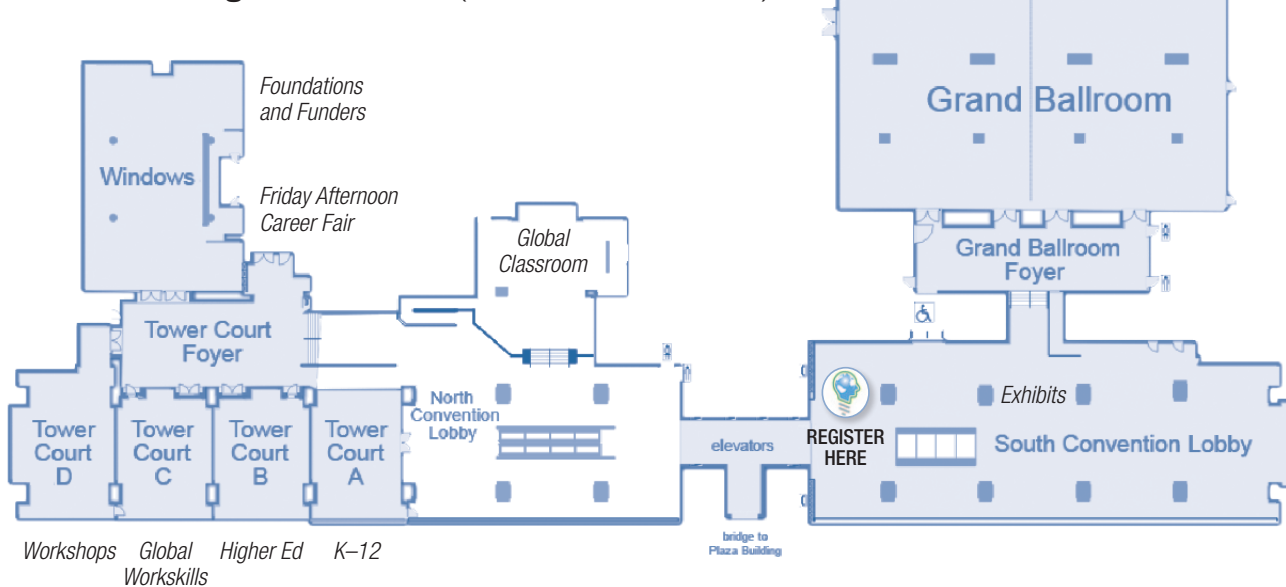 Grand Ballroom
Foundations
and Funders
Windows
Friday Afternoon
Career Fair
Global
Classroom
Grand Ballroom
Foyer
Tower Court
Foyer
North
Convention
Lobby
Exhibits
REGISTER
HERE
elevators
South Convention Lobby
Tower
Court
D
Tower
Court
C
Tower
Court
B
Tower
Court
A
bridge to
Plaza Building
Workshops
Global
Workskills
Higher Ed
K–12